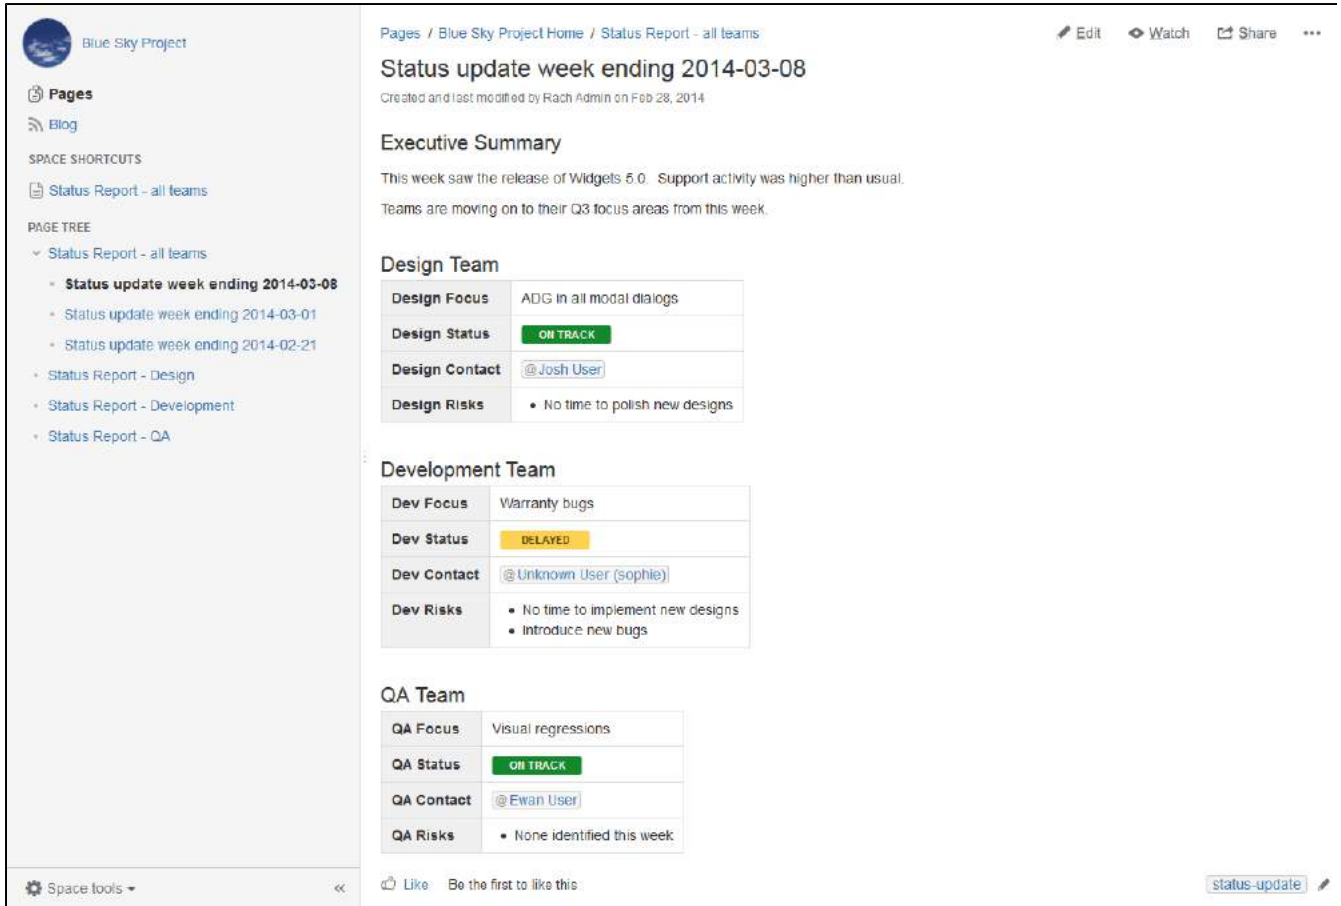 Blue Sky Project
Pages
Blog
SPACE SHORTCUTS
Status Report - all teams
PAGE TREE
Status Report - all teams
Status update week ending 2014-03-08
Status update week ending 2014-03-01
Status update week ending 2014-02-21
Status Report - Design
Status Report - Development
Status Report - QA
Space tools
Pages / Blue Sky Project Home / Status Report - all teams
Edit Watch Share
Status update week ending 2014-03-08
Created and last modified by Rach Admin on Feb 28, 2014
Executive Summary
This week saw the release of Widgets 5.0. Support activity was higher than usual.
Teams are moving on to their Q3 focus areas from this week.
Design Team
Design Focus ADG in all modal dialogs
Design Status ON TRACK
Design Contact @Josh User
Design Risks • No time to polish new designs
Development Team
Dev Focus Warranty bugs
Dev Status DELAYED
Dev Contact @Unknown User (sophie)
Dev Risks • No time to implement new designs
• Introduce new bugs
QA Team
QA Focus Visual regressions
QA Status ON TRACK
QA Contact @Ewan User
QA Risks • None identified this week
Like Be the first to like this
status-update